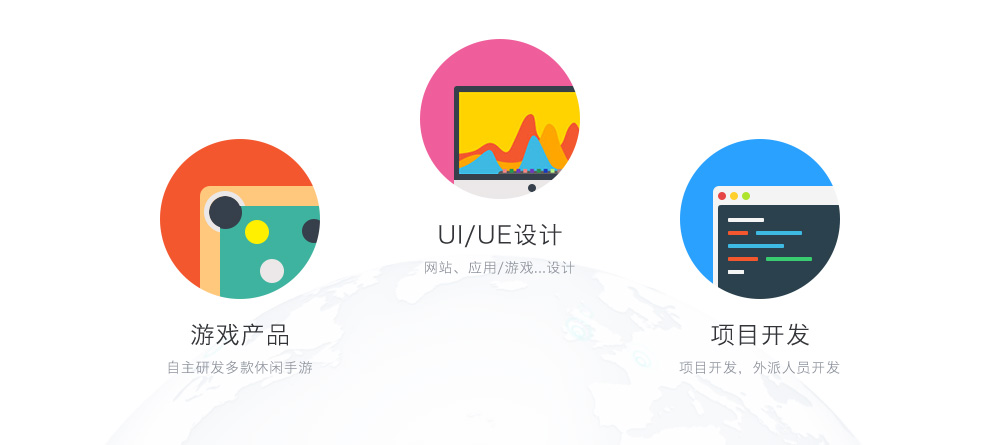 UI/UE设计
网站、应用/游戏...设计
游戏产品
自主研发多款休闲手游
项目开发
项目开发，外派人员开发